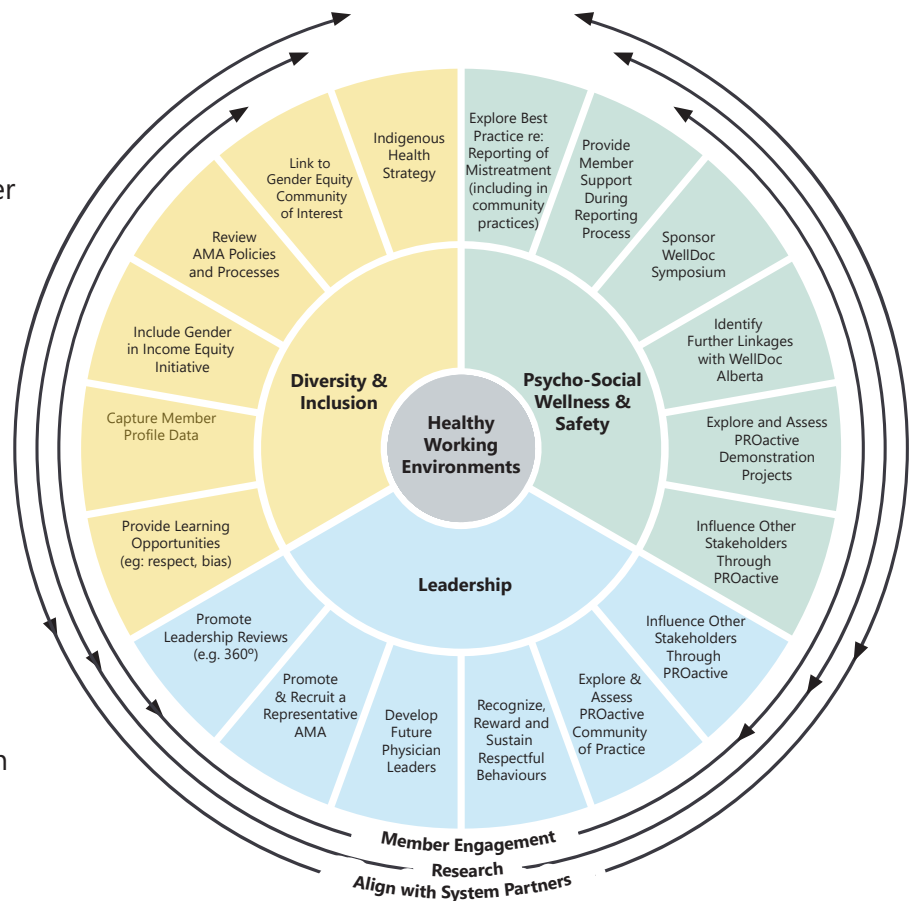 er
n
Indigenous
Health
Strategy
Link to
Gender Equity
Community
of Interest
Review
AMA Policies
and Processes
Include Gender
in Income Equity
Initiative
Capture Member
Profile Data
Provide Learning
Opportunities
(eg: respect, bias)
Explore Best
Practice re:
Reporting of
Mistreatment
(including in
community
practices)
Provide
Member
Support
During
Reporting
Process
Sponsor
WellDoc
Symposium
Identify
Further Linkages
with WellDoc
Alberta
Explore and Assess
PROactive
Demonstration
Projects
Influence Other
Stakeholders
Through
PROactive
Diversity &
Inclusion
Psycho-Social
Wellness &
Safety
Healthy
Working
Environments
Leadership
Promote
Leadership Reviews
(e.g. 360º)
Promote
& Recruit a
Representative
AMA
Develop
Future
Physician
Leaders
Recognize,
Reward and
Sustain
Respectful
Behaviours
Explore &
Assess
PROactive
Community
of Practice
Influence Other
Stakeholders
Through
PROactive
Member Engagement
Research
Align with System Partners